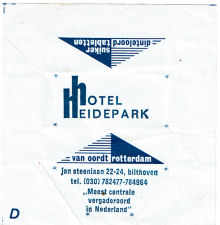 suiker
tabletten
dinteloord
HOTEL
HEIDEPARK
van oordt rotterdam
jan steenlaan 22-24, bilthoven
tel. (030) 782477-784964
„Meest centrale
vergaderoord
in Nederland"
D